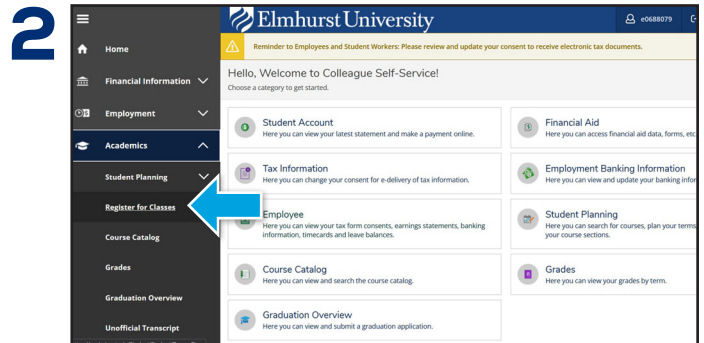 2
Elmhurst University
e0688079
Home
Reminder to Employees and Student Workers: Please review and update your consent to receive electronic tax documents.
Financial Information
Hello, Welcome to Colleague Self-Service!
Choose a category to get started.
Employment
Academics
Student Planning
Register for Classes
Course Catalog
Grades
Graduation Overview
Unofficial Transcript
Student Account
Here you can view your latest statement and make a payment online.
Financial Aid
Here you can access financial aid data, forms, etc.
Tax Information
Here you can change your consent for e-delivery of tax information.
Employment Banking Information
Here you can view and update your banking infor
Employee
Here you can view your tax form consents, earnings statements, banking
information, timecards and leave balances.
Student Planning
Here you can search for courses, plan your terms
your course sections.
Course Catalog
Here you can view and search the course catalog.
Grades
Here you can view your grades by term.
Graduation Overview
Here you can view and submit a graduation application.